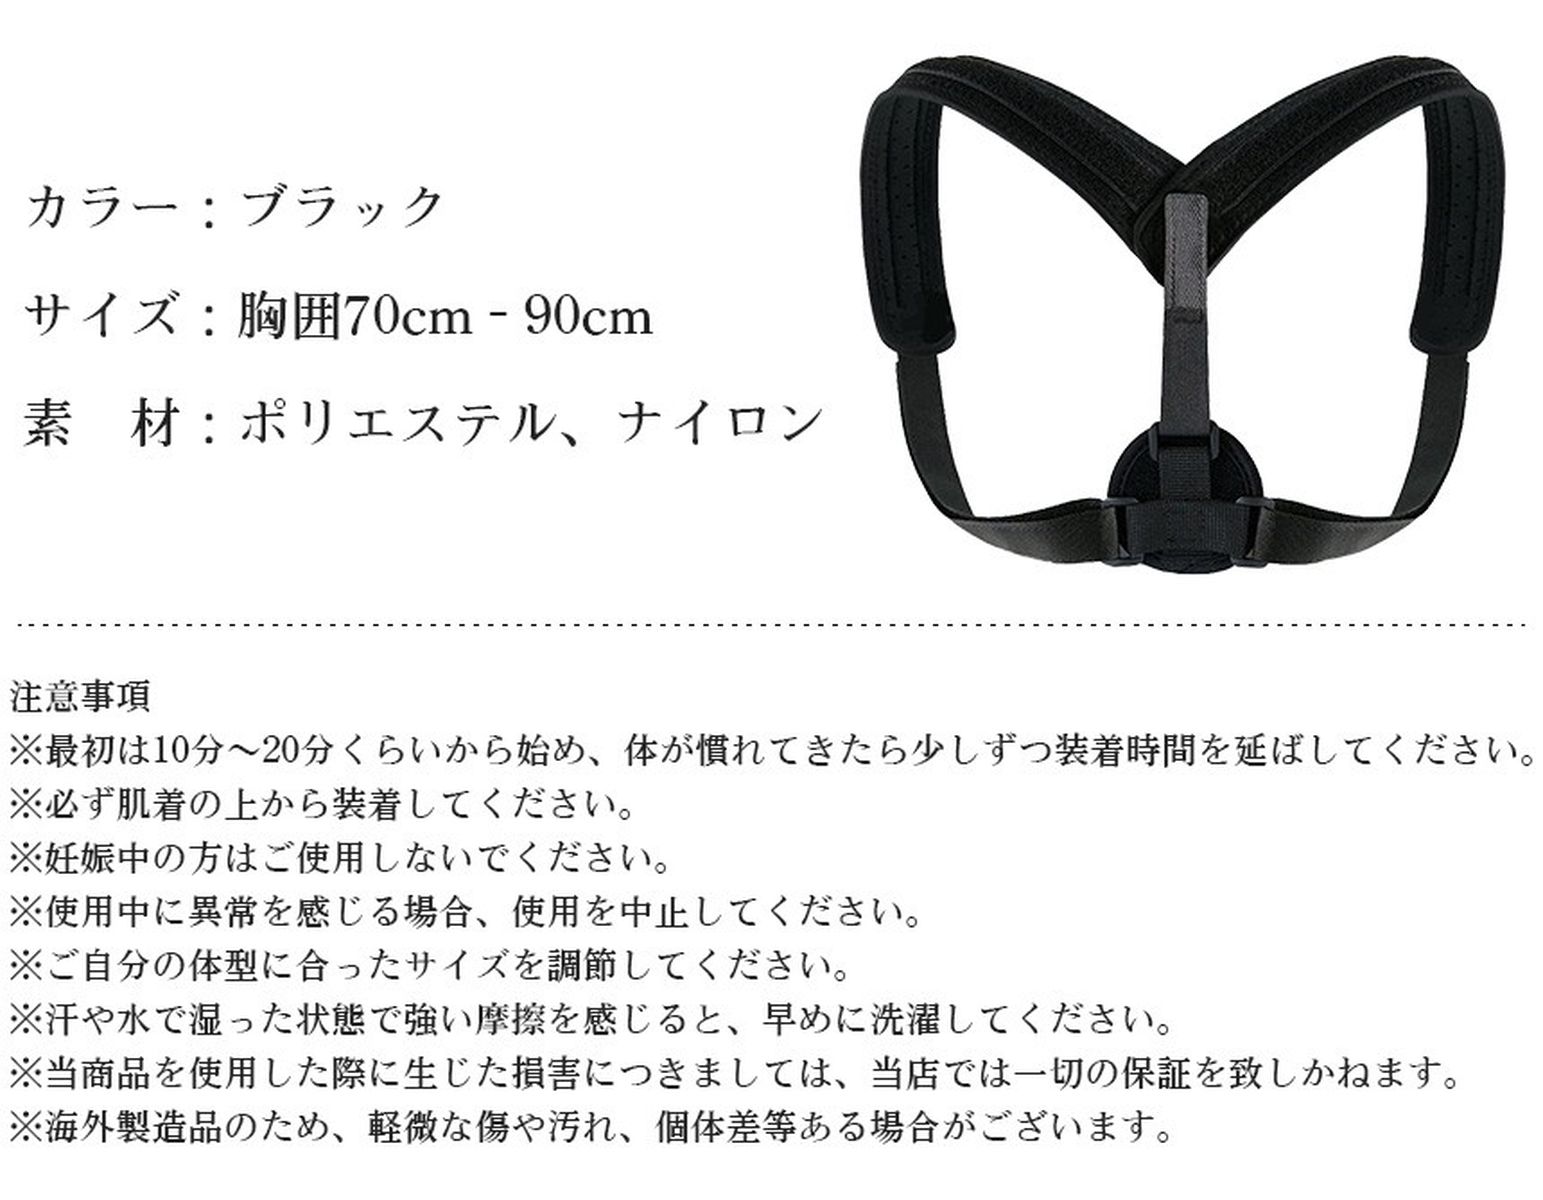 カラー：ブラック
サイズ：胸囲70cm - 90cm
素　材：ポリエステル、ナイロン
注意事項
※最初は10分～20分くらいから始め、体が慣れてきたら少しずつ装着時間を延ばしてください。
※必ず肌着の上から装着してください。
※妊娠中の方はご使用しないでください。
※使用中に異常を感じる場合、使用を中止してください。
※ご自分の体型に合ったサイズを調節してください。
※汗や水で湿った状態で強い摩擦を感じると、早めに洗濯してください。
※当商品を使用した際に生じた損害につきましては、当店では一切の保証を致しかねます。
※海外製造品のため、軽微な傷や汚れ、個体差等ある場合がございます。